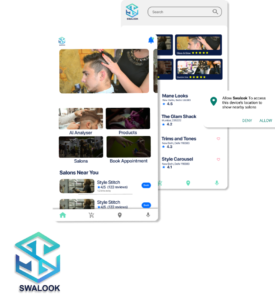 SWALOOK
Search
Allow Swalook To access
this device's location to
show nearby salons
DENY ALLOW
AI Analyser
Products
Salons
Book Appointment
Salons Near You
Style Stitch
Style Stitch
Mane Looks
4.5
The Glam Shack
4.3
Trims and Tones
4.2
Style Carousel
4.1
SWALOOK